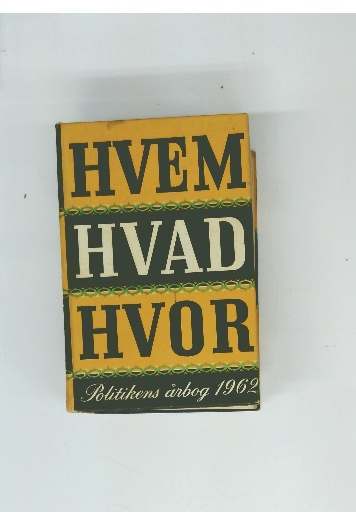 HVEM
HVAD
HVOR
Politikens årbog 1962